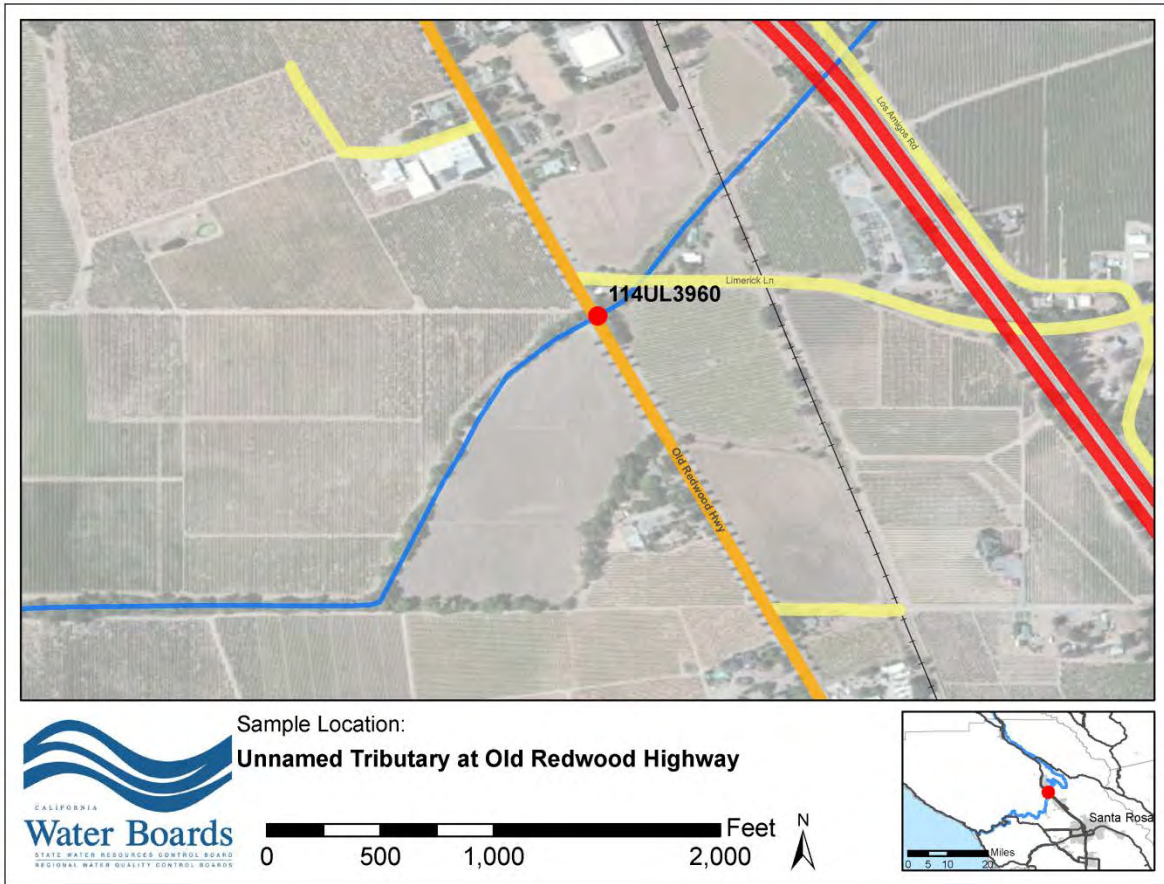 Los Amigos Rd
Limerick Ln
114UL3960
Old Redwood Hwy
Sample Location:
Unnamed Tributary at Old Redwood Highway
CALIFORNIA
Water Boards
STATE WATER RESOURCES CONTROL BOARD
REGIONAL WATER QUALITY CONTROL BOARDS
Feet
0 500 1,000 2,000
N
Santa Rosa
Miles
0 5 10 20